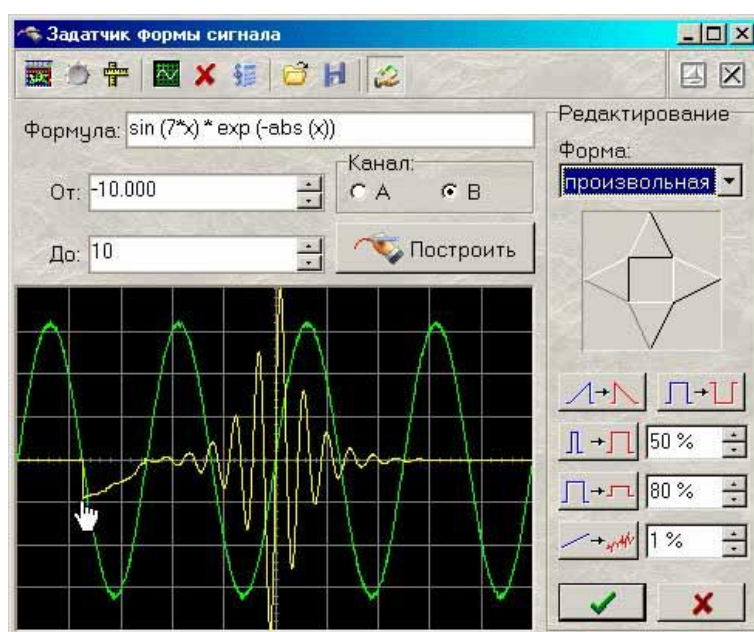 Задатчик формы сигнала
Формула: sin (7*x) * exp (-abs (x))
От: -10.000
До: 10
Канал:
A B
Построить
Редактирование
Форма:
произвольная
50 %
80 %
1 %